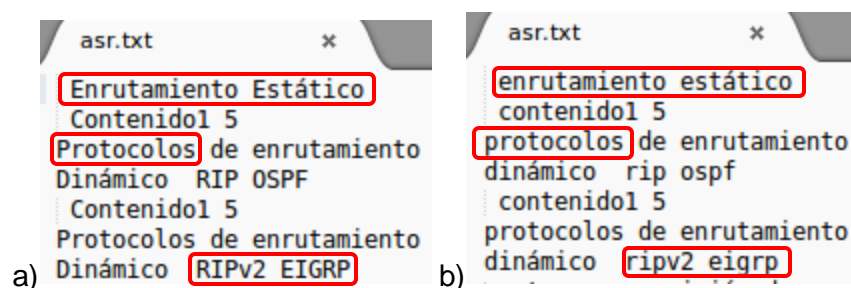 asr.txt ×
Enrutamiento Estático
Contenido1 5
Protocolos de enrutamiento
Dinámico RIP OSPF
Contenido1 5
Protocolos de enrutamiento
a) Dinámico RIPv2 EIGRP
asr.txt ×
enrutamiento estático
contenido1 5
protocolos de enrutamiento
dinámico rip ospf
contenido1 5
protocolos de enrutamiento
b) dinámico ripv2 eigrp